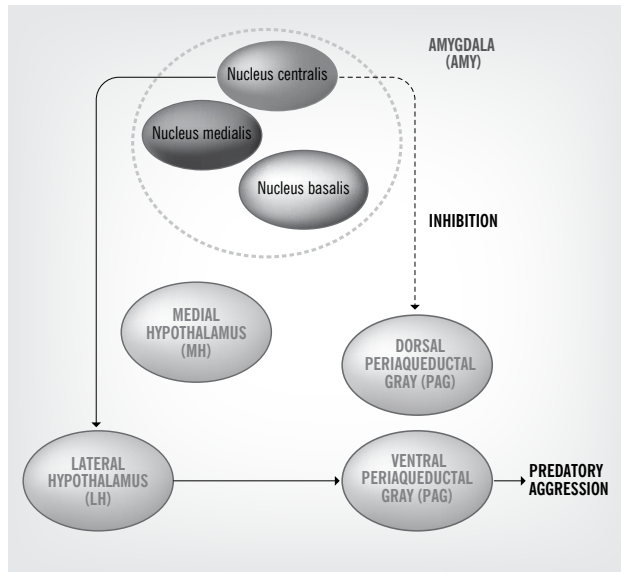 AMYGDALA
(AMY)
Nucleus centralis
Nucleus medialis
Nucleus basalis
INHIBITION
MEDIAL
HYPOTHALAMUS
(MH)
DORSAL
PERIAQUEDUCTAL
GRAY (PAG)
LATERAL
HYPOTHALAMUS
(LH)
VENTRAL
PERIAQUEDUCTAL
GRAY (PAG)
PREDATORY
AGGRESSION